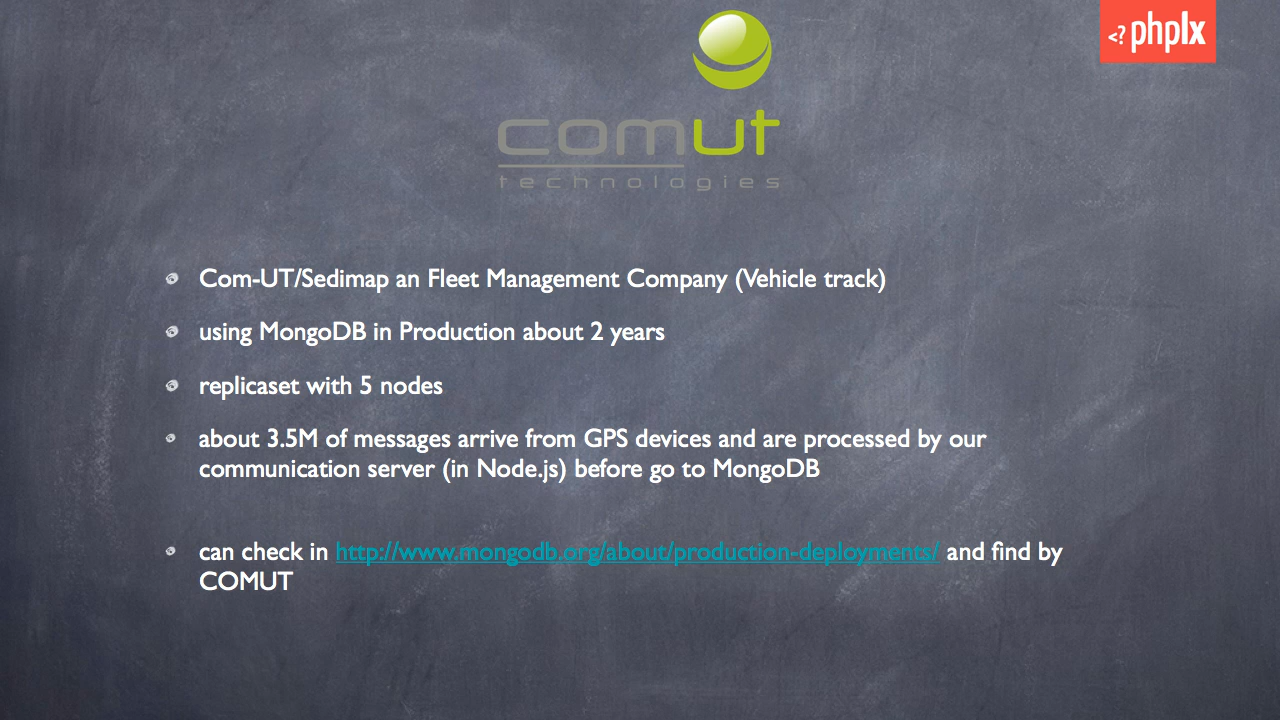 <? phplx
comut
technologies
Com-UT/Sedimap an Fleet Management Company (Vehicle track)
using MongoDB in Production about 2 years
replicaset with 5 nodes
about 3.5M of messages arrive from GPS devices and are processed by our
communication server (in Node.js) before go to MongoDB
can check in http://www.mongodb.org/about/production-deployments/ and find by
COMUT